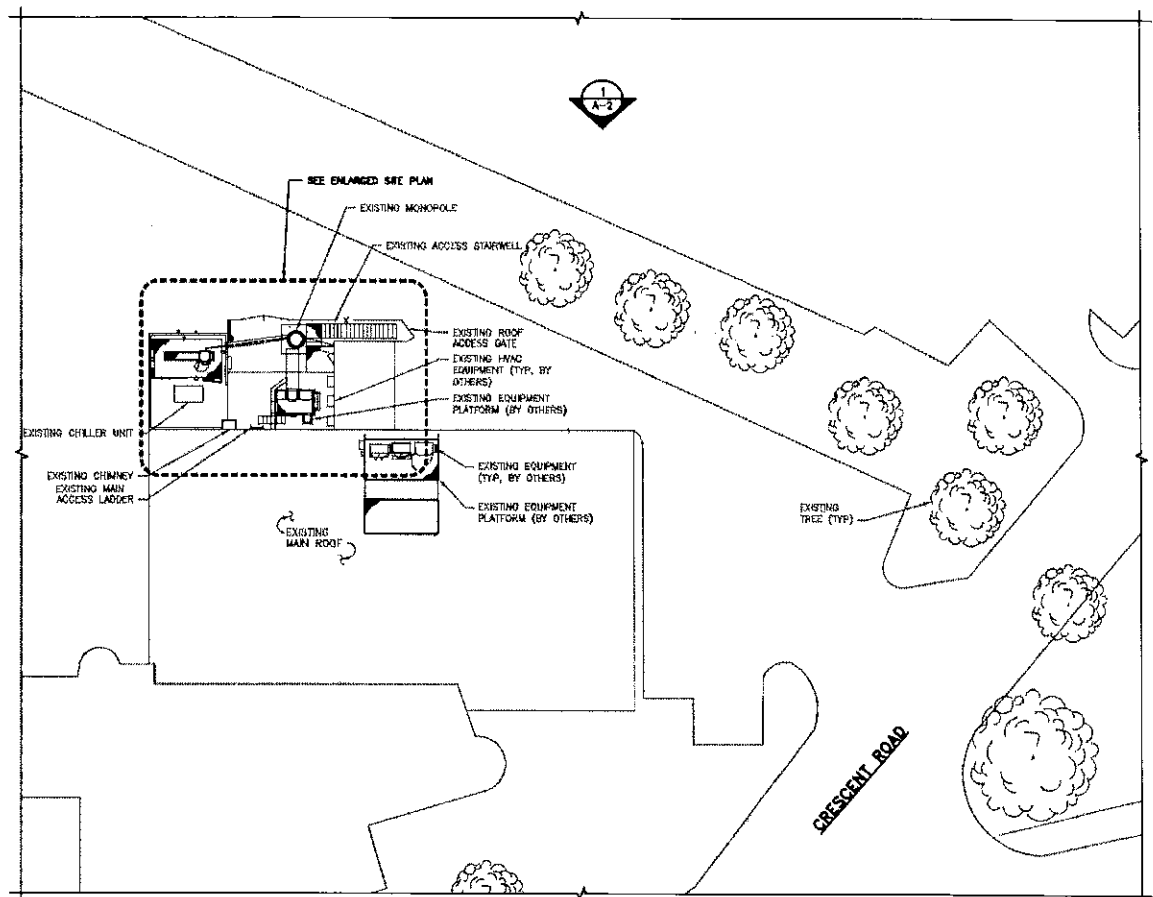 1
A-2
SEE ENLARGED SITE PLAN
EXISTING MONOPOLE
EXISTING ACCESS STAIRWELL
EXISTING ROOF
ACCESS GATE
EXISTING HVAC
EQUIPMENT (TYP, BY
OTHERS)
EXISTING EQUIPMENT
PLATFORM (BY OTHERS)
EXISTING CHILLER UNIT
EXISTING CHIMNEY
EXISTING MAIN
ACCESS LADDER
EXISTING EQUIPMENT
(TYP, BY OTHERS)
EXISTING EQUIPMENT
PLATFORM (BY OTHERS)
EXISTING
MAIN ROOF
EXISTING
TREE (TYP)
CRESCENT ROAD